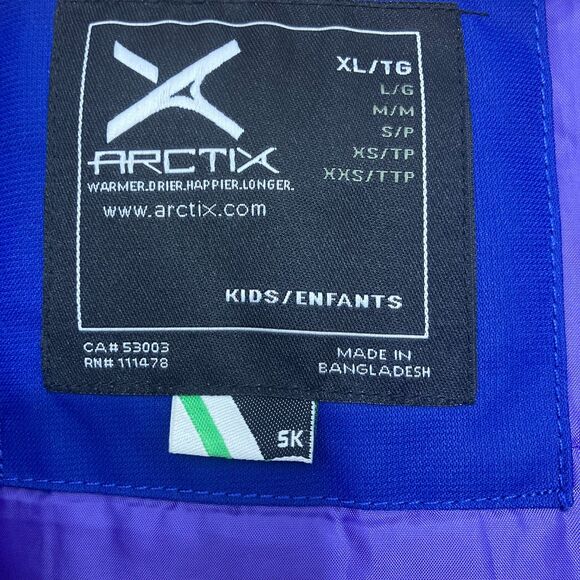 XL/TG
L/G
M/M
S/P
XS/TP
XXS/TTP
ARCTIX
WARMER.DRIER.HAPPIER.LONGER.
www.arctix.com
KIDS/ENFANTS
CA# 53003
RN# 111478
MADE IN
BANGLADESH
5K